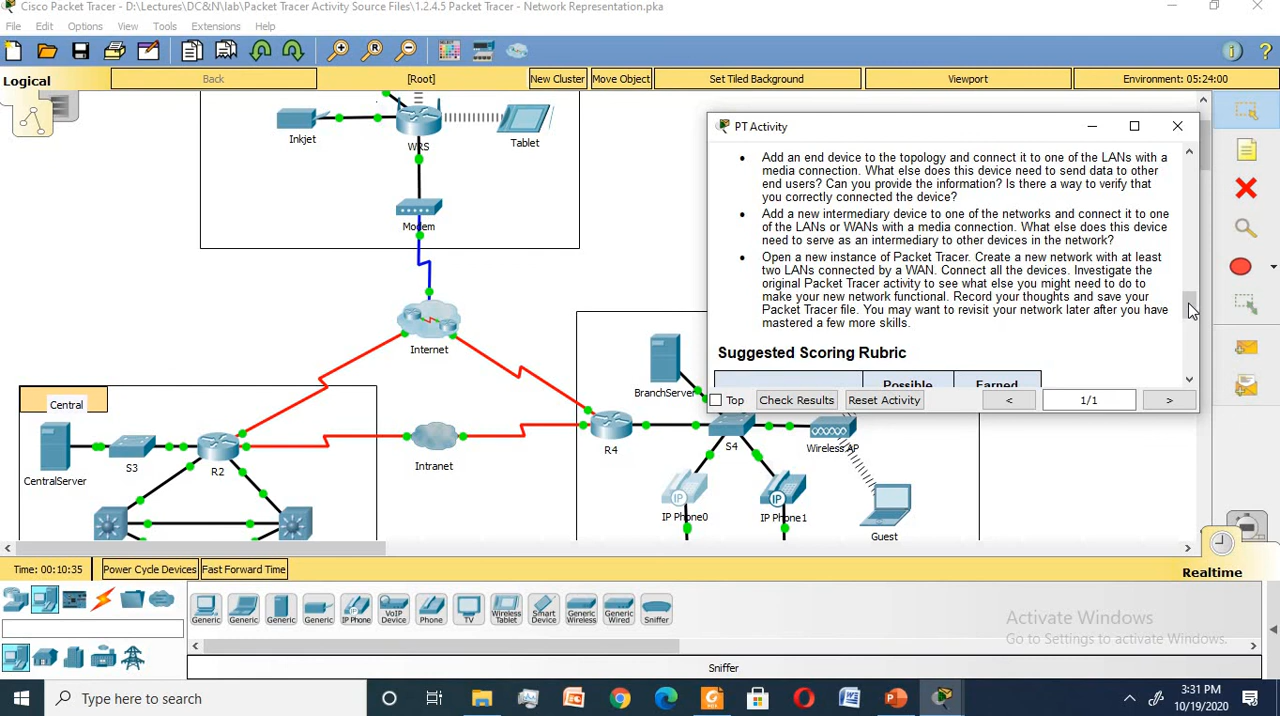 Cisco Packet Tracer - D:\Lectures\DC&N\lab\Packet Tracer Activity Source Files\1.2.4.5 Packet Tracer - Network Representation.pka
File Edit Options View Tools Extensions Help
Logical Back [Root] New Cluster Move Object Set Tiled Background Viewport Environment: 05:24:00
Inkjet
WRS
Tablet
Modem
Internet
Central
CentralServer
S3
R2
Intranet
BranchServer
R4
S4
Wireless AP
IP
IP Phone0
IP
IP Phone1
Guest
PT Activity
• Add an end device to the topology and connect it to one of the LANs with a
media connection. What else does this device need to send data to other
end users? Can you provide the information? Is there a way to verify that
you correctly connected the device?
• Add a new intermediary device to one of the networks and connect it to one
of the LANs or WANs with a media connection. What else does this device
need to serve as an intermediary to other devices in the network?
• Open a new instance of Packet Tracer. Create a new network with at least
two LANs connected by a WAN. Connect all the devices. Investigate the
original Packet Tracer activity to see what else you might need to do to
make your new network functional. Record your thoughts and save your
Packet Tracer file. You may want to revisit your network later after you have
mastered a few more skills.
Suggested Scoring Rubric
Possible Earned
Top Check Results Reset Activity < 1/1 >
Time: 00:10:35 Power Cycle Devices Fast Forward Time Realtime
Generic Generic Generic Generic IP Phone VoIP Device Phone TV Wireless Tablet Smart Device Generic Wireless Generic Wired Sniffer
Activate Windows
Go to Settings to activate Windows.
Sniffer
Type here to search
3:31 PM
10/19/2020